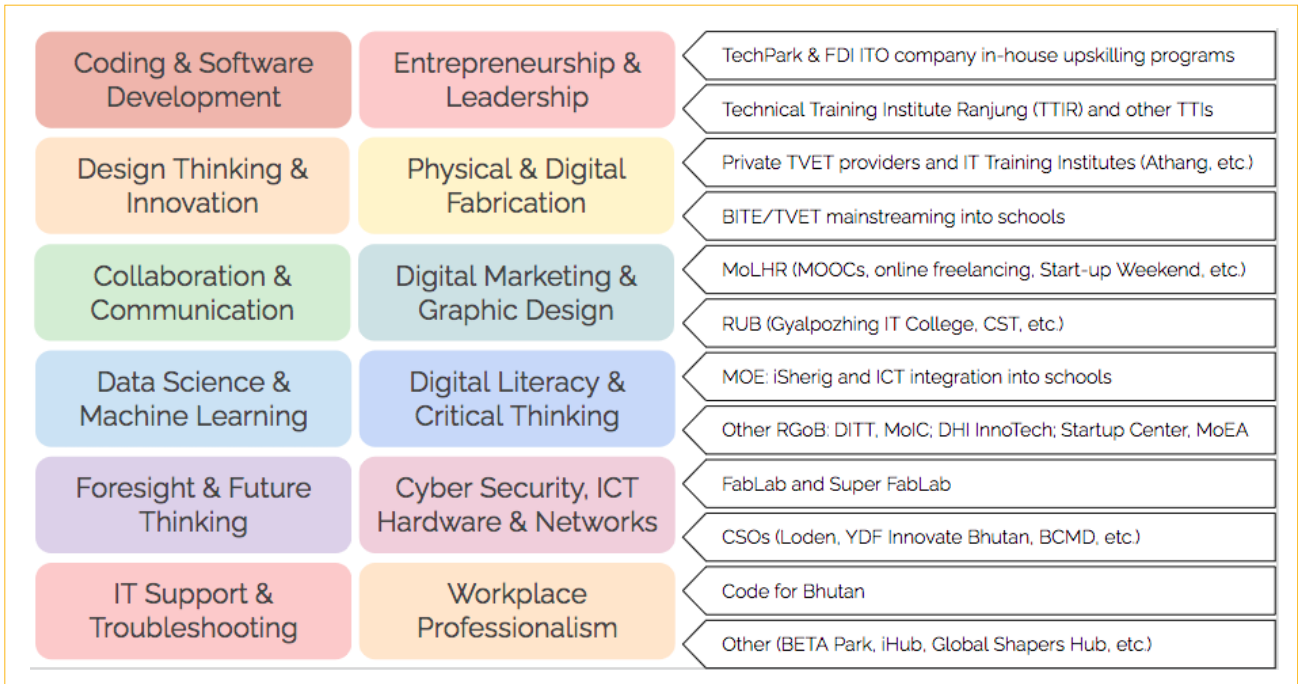 Coding & Software
Development
Entrepreneurship &
Leadership
Design Thinking &
Innovation
Physical & Digital
Fabrication
Collaboration &
Communication
Digital Marketing &
Graphic Design
Data Science &
Machine Learning
Digital Literacy &
Critical Thinking
Foresight & Future
Thinking
Cyber Security, ICT
Hardware & Networks
IT Support &
Troubleshooting
Workplace
Professionalism
TechPark & FDI ITO company in-house upskilling programs
Technical Training Institute Ranjung (TTIR) and other TTIs
Private TVET providers and IT Training Institutes (Athang, etc.)
BITE/TVET mainstreaming into schools
MoLHR (MOOCs, online freelancing, Start-up Weekend, etc.)
RUB (Gyalpozhing IT College, CST, etc.)
MOE: iSherig and ICT integration into schools
Other RGoB: DITT, MoIC; DHI InnoTech; Startup Center, MoEA
FabLab and Super FabLab
CSOs (Loden, YDF Innovate Bhutan, BCMD, etc.)
Code for Bhutan
Other (BETA Park, iHub, Global Shapers Hub, etc.)